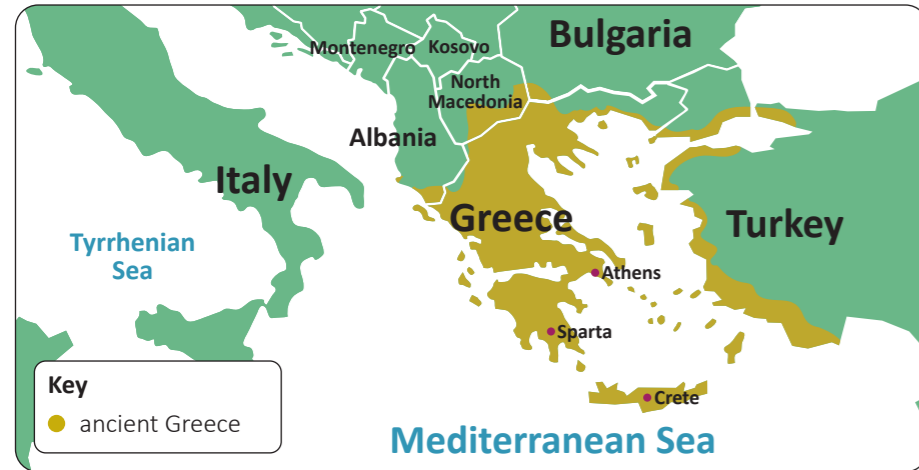 Bulgaria
Montenegro
Kosovo
North
Macedonia
Albania
Italy
Greece
Turkey
Tyrrhenian
Sea
Athens
Sparta
Crete
Key
ancient Greece
Mediterranean Sea